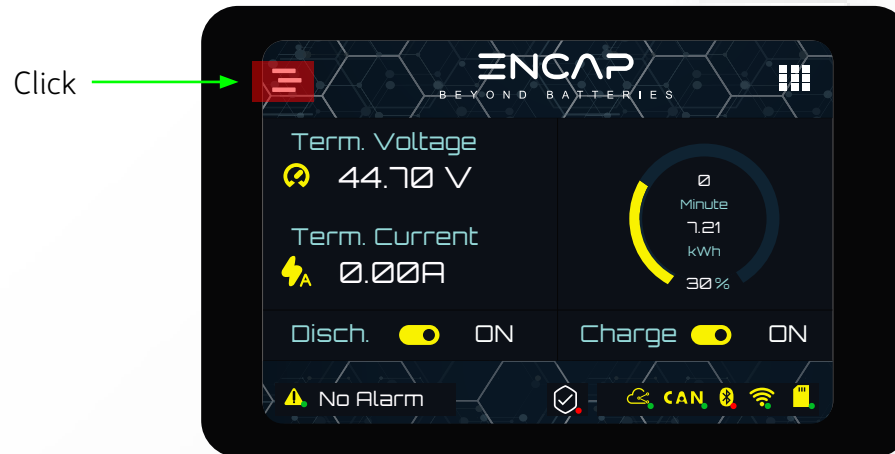 Click
ENCAP
BEYOND BATTERIES
Term. Voltage
44.70 V
Term. Current
A
0.00A
0
Minute
7.21
kWh
30%
Disch. ON
Charge ON
No Alarm
CAN